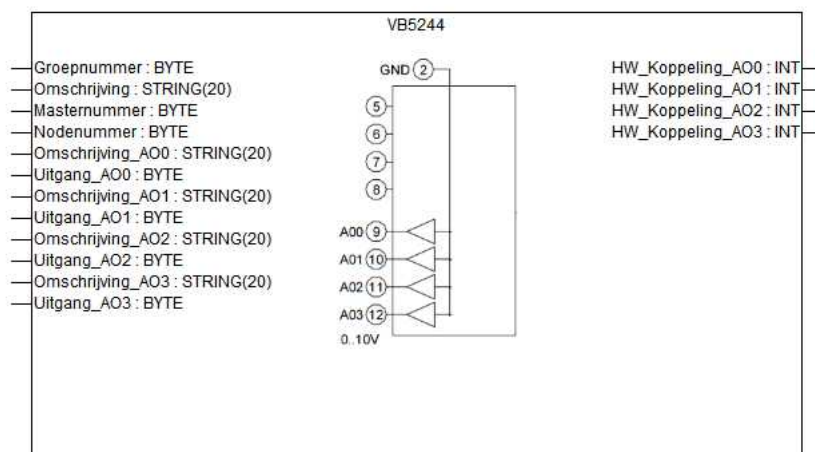 VB5244
Groepnummer : BYTE
Omschrijving : STRING(20)
Masternummer : BYTE
Nodenummer : BYTE
Omschrijving_AO0 : STRING(20)
Uitgang_AO0 : BYTE
Omschrijving_AO1 : STRING(20)
Uitgang_AO1 : BYTE
Omschrijving_AO2 : STRING(20)
Uitgang_AO2 : BYTE
Omschrijving_AO3 : STRING(20)
Uitgang_AO3 : BYTE
GND 2
5
6
7
8
A00 9
A01 10
A02 11
A03 12
0..10V
HW_Koppeling_AO0 : INT
HW_Koppeling_AO1 : INT
HW_Koppeling_AO2 : INT
HW_Koppeling_AO3 : INT